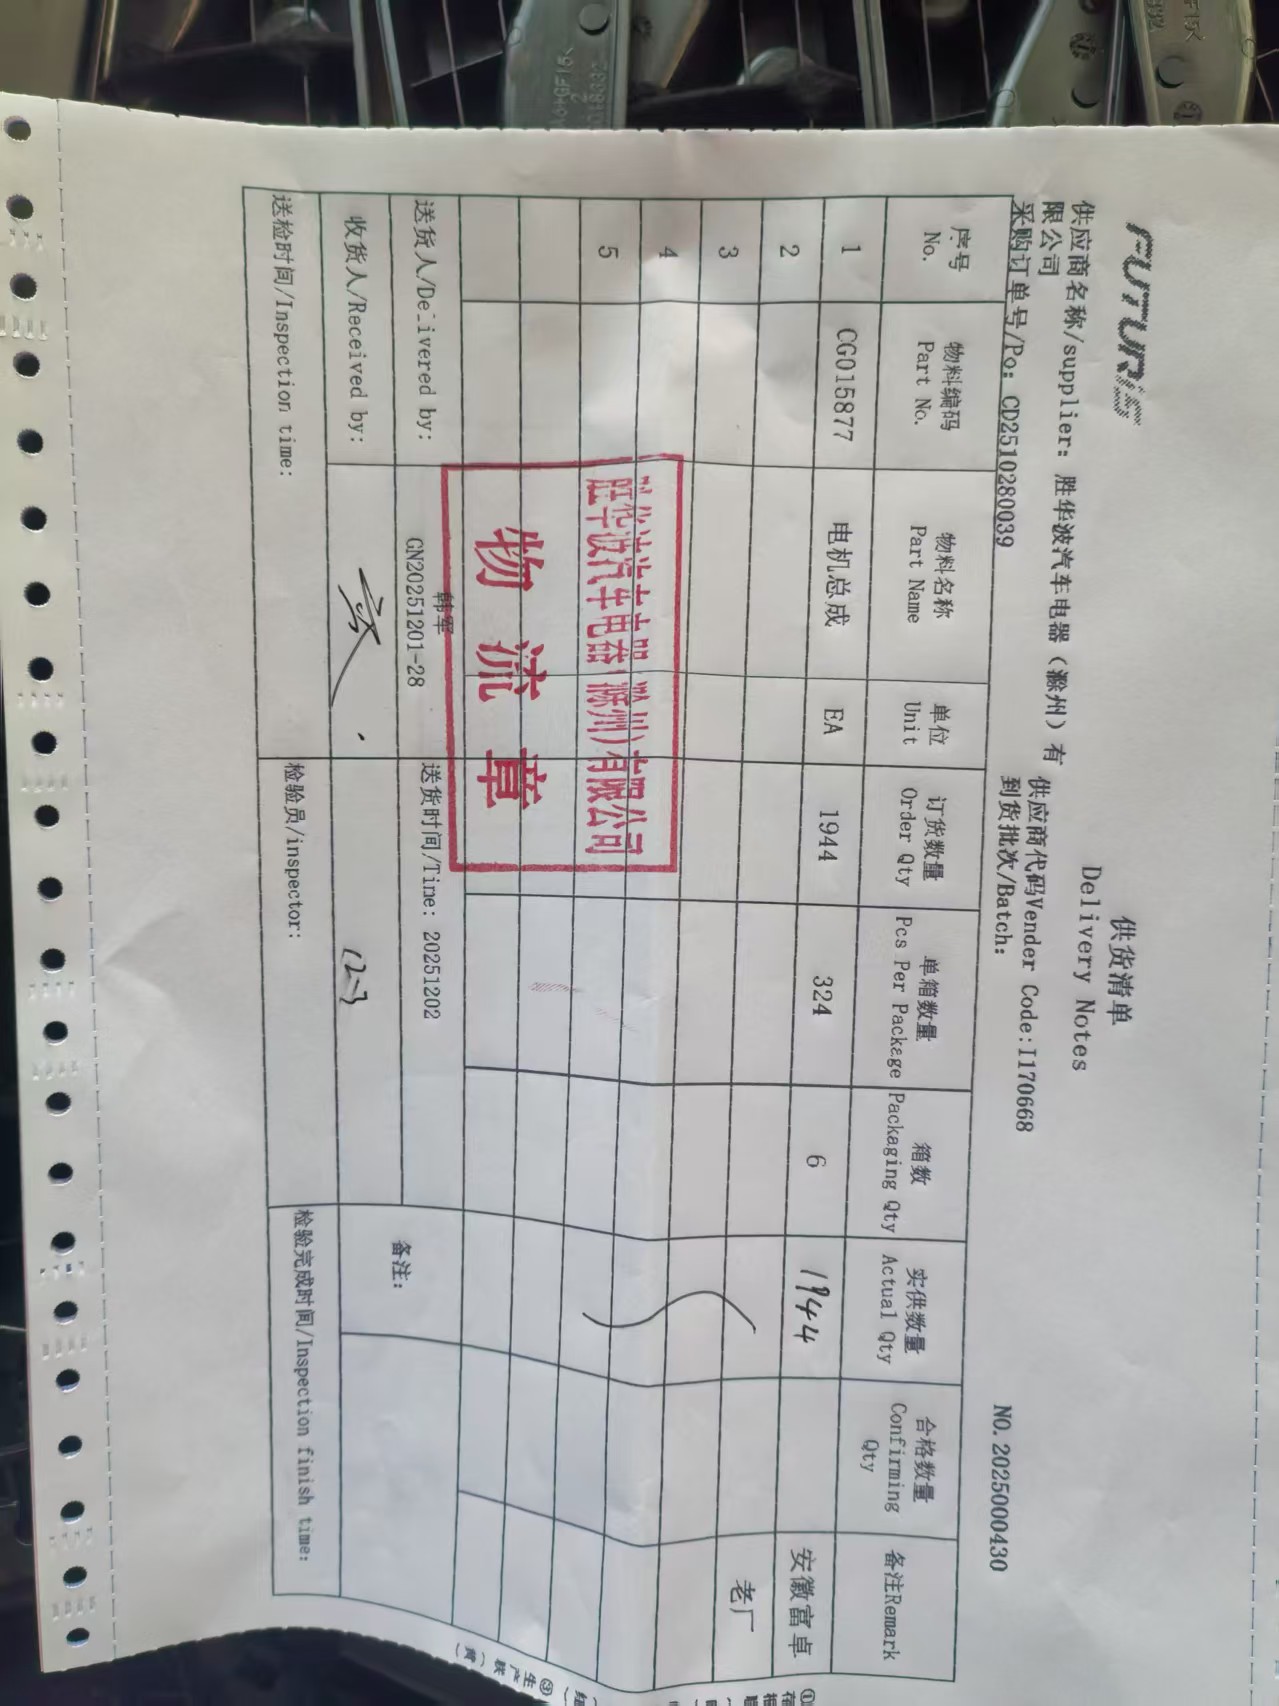 FUTURIS
供货清单
Delivery Notes
供应商名称/supplier: 胜华波汽车电器（滁州）有
限公司
供应商代码Vender Code:I170668
NO. 2025000430
采购订单号/Po: CD2510280039
到货批次/Batch:
序号 物料编码 物料名称 单位 订货数量 单箱数量 箱数 实供数量 合格数量 备注Remark
No. Part No. Part Name Unit Order Qty Pcs Per Package Packaging Qty Actual Qty Confirming Qty
1 CG015877 电机总成 EA 1944 324 6 1944 安徽富卓
2
3 老厂
4
5
胜华波汽车电器(滁州)有限公司
物流章
韩军
送货人/Delivered by: GN20251201-28 送货时间/Time: 20251202 备注:
收货人/Received by: 12-3
送检时间/Inspection time: 检验员/inspector: 检验完成时间/Inspection finish time: